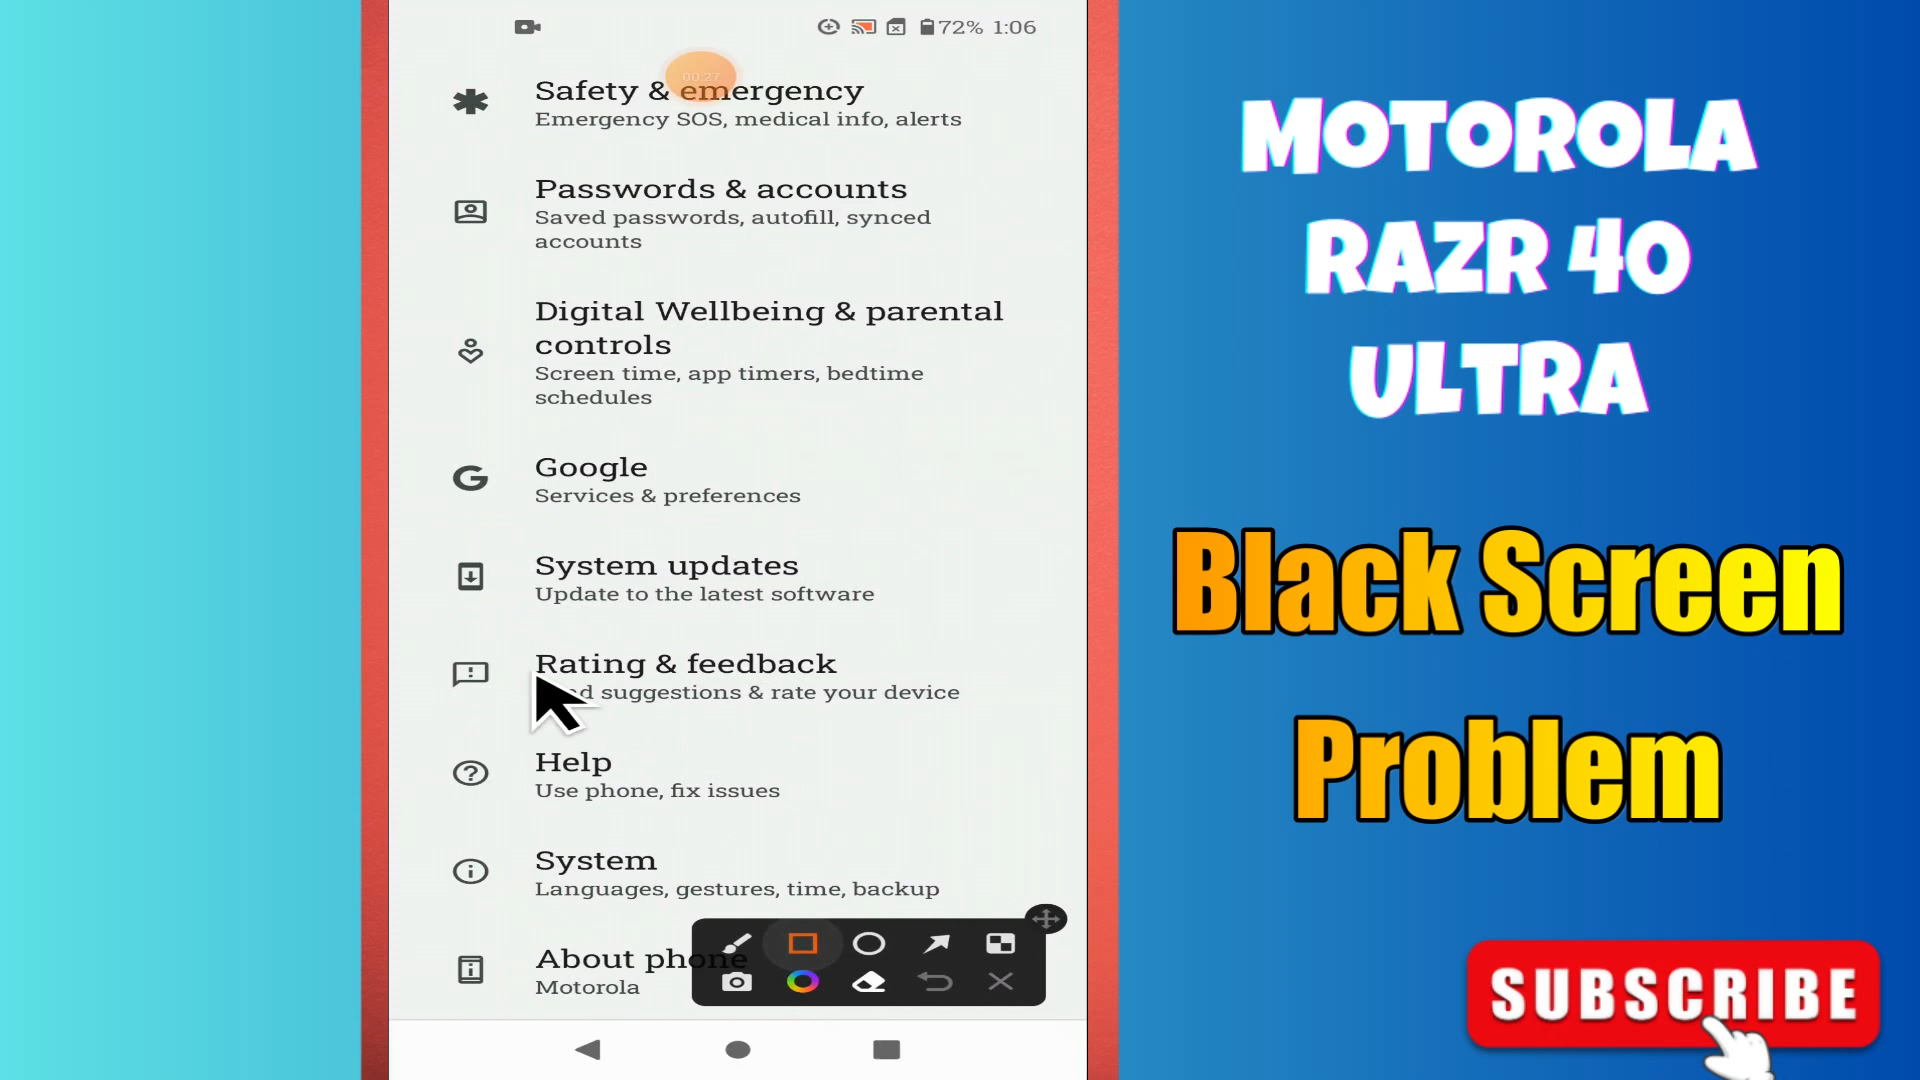 72% 1:06
00:27
Safety & emergency
Emergency SOS, medical info, alerts
Passwords & accounts
Saved passwords, autofill, synced
accounts
Digital Wellbeing & parental
controls
Screen time, app timers, bedtime
schedules
Google
Services & preferences
System updates
Update to the latest software
Rating & feedback
suggestions & rate your device
Help
Use phone, fix issues
System
Languages, gestures, time, backup
About phone
Motorola
MOTOROLA
RAZR 40
ULTRA
Black Screen
Problem
SUBSCRIBE